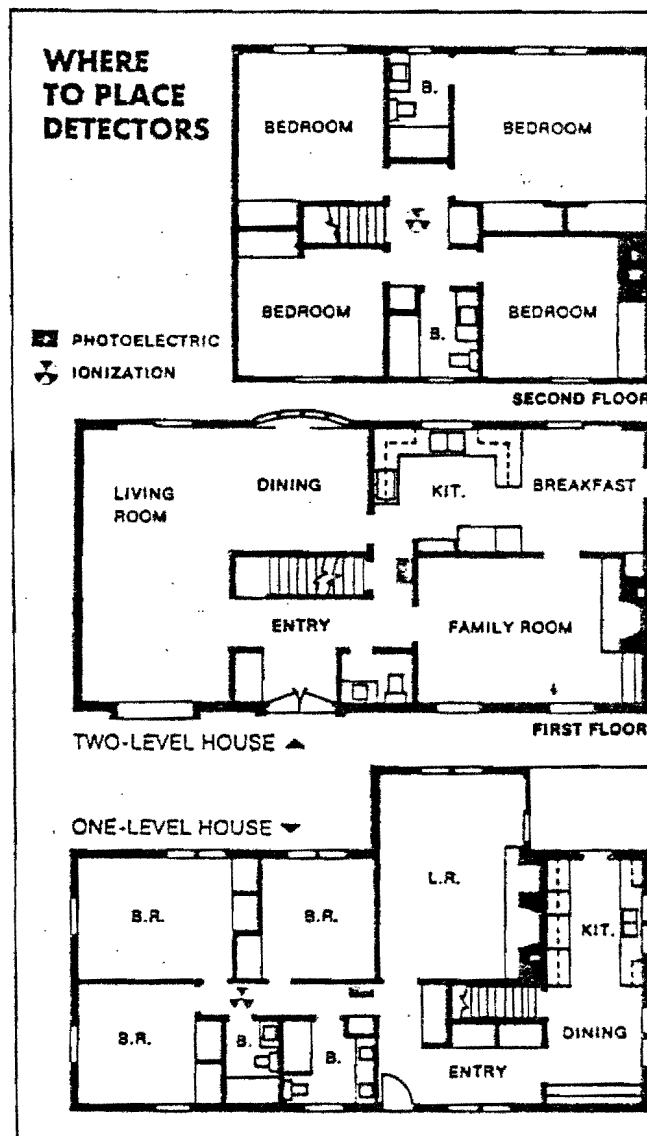 WHERE
TO PLACE
DETECTORS
B.
BEDROOM BEDROOM
BEDROOM B. BEDROOM
PHOTOELECTRIC
IONIZATION
SECOND FLOOR
LIVING
ROOM
DINING KIT. BREAKFAST
ENTRY FAMILY ROOM
FIRST FLOOR
TWO-LEVEL HOUSE
ONE-LEVEL HOUSE
L.R.
B.R. B.R. KIT.
B.R. B. B. DINING
ENTRY